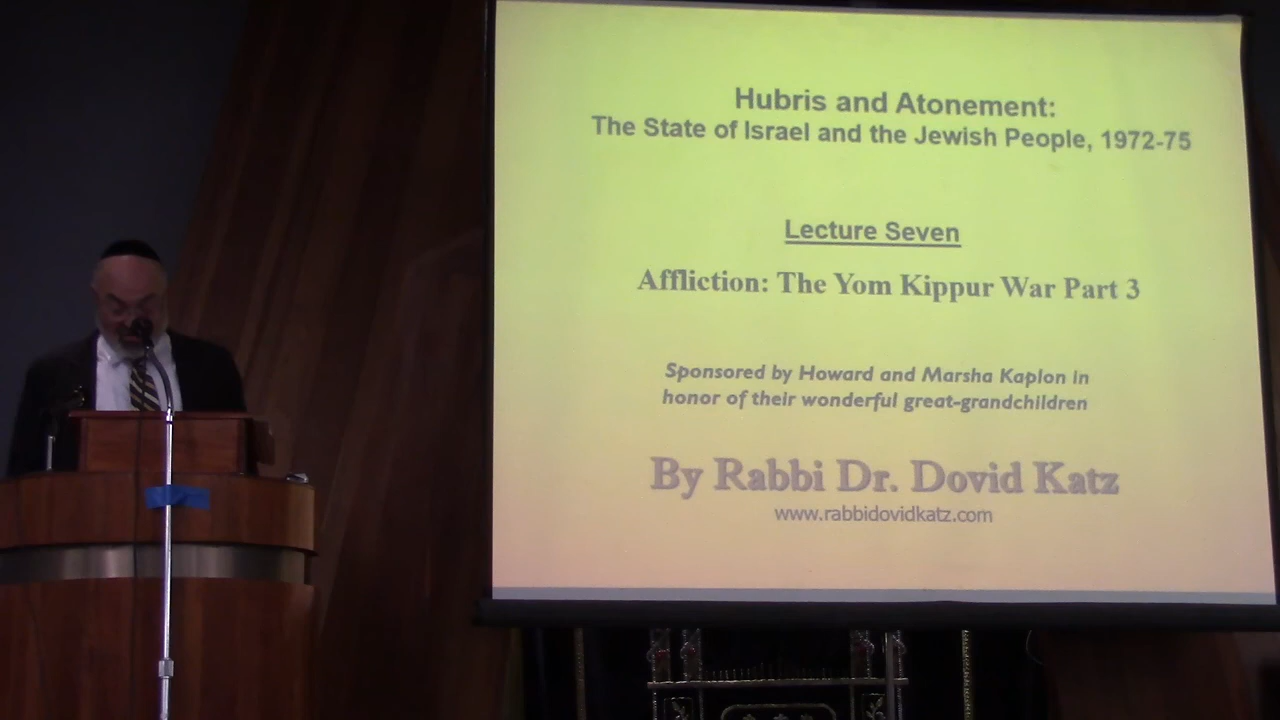 Hubris and Atonement:
The State of Israel and the Jewish People, 1972-75
Lecture Seven
Affliction: The Yom Kippur War Part 3
Sponsored by Howard and Marsha Kaplon in
honor of their wonderful great-grandchildren
By Rabbi Dr. Dovid Katz
www.rabbidovidkatz.com